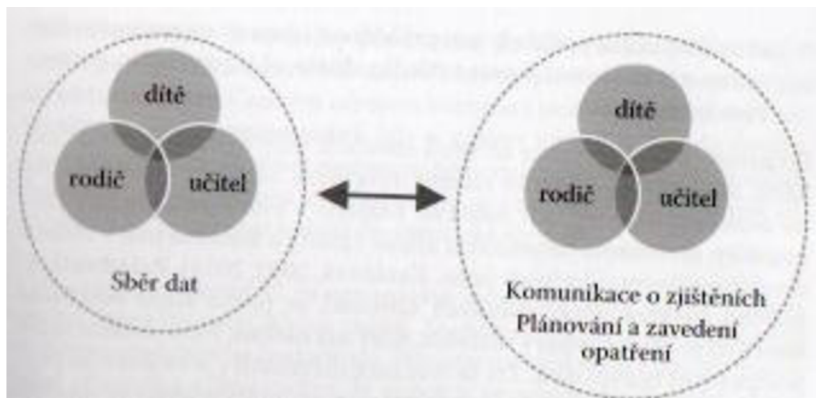 dítě
rodič
učitel
Sběr dat
dítě
rodič
učitel
Komunikace o zjištěních
Plánování a zavedení
opatření